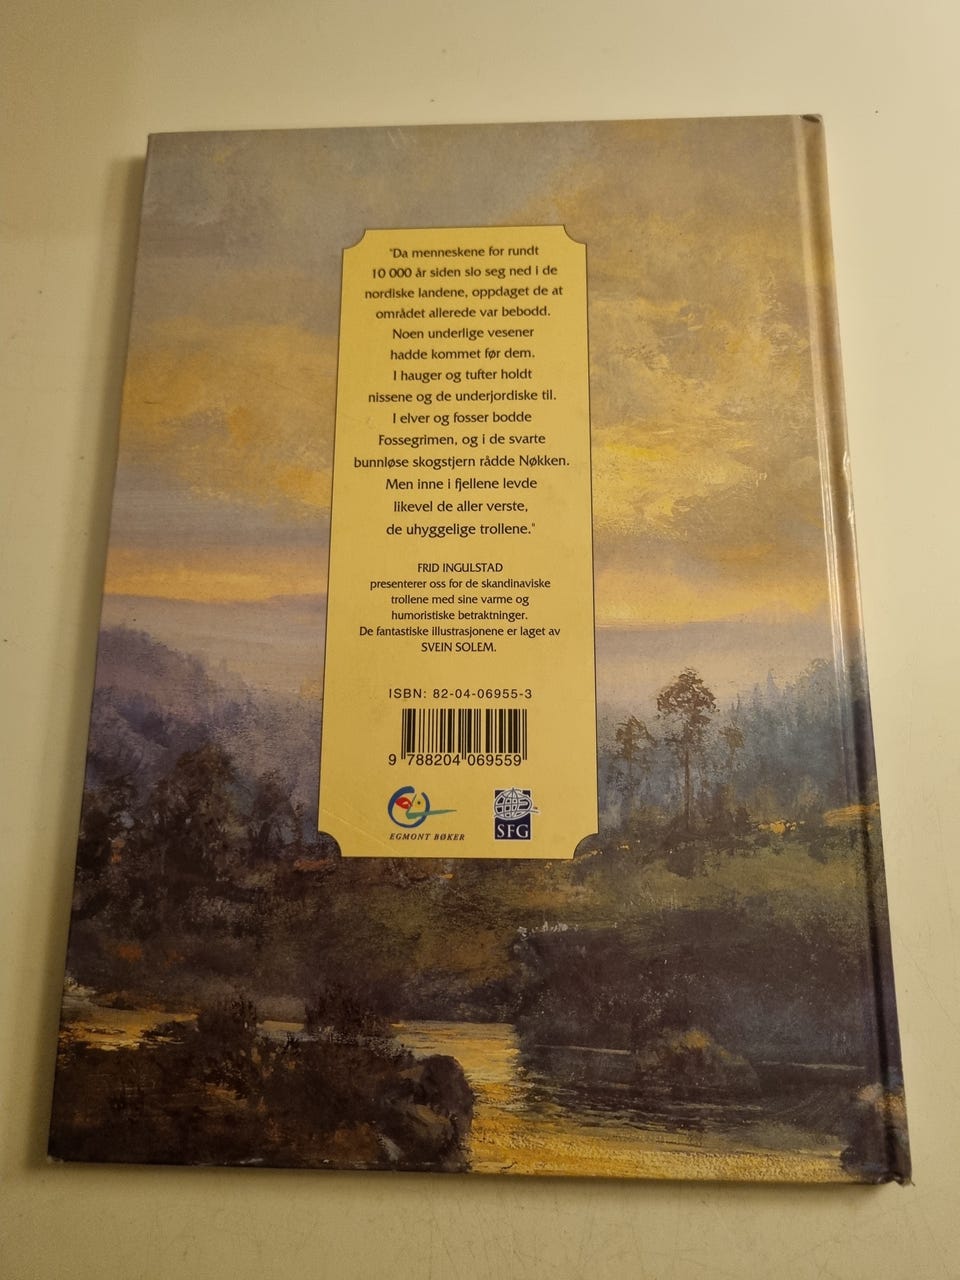 "Da menneskene for rundt
10 000 år siden slo seg ned i de
nordiske landene, oppdaget de at
området allerede var bebodd.
Noen underlige vesener
hadde kommet før dem.
I hauger og tufter holdt
nissene og de underjordiske til.
I elver og fosser bodde
Fossegrimen, og i de svarte
bunnløse skogstjern rådde Nøkken.
Men inne i fjellene levde
likevel de aller verste,
de uhyggelige trollene."
FRID INGULSTAD
presenterer oss for de skandinaviske
trollene med sine varme og
humoristiske betraktninger.
De fantastiske illustrasjonene er laget av
SVEIN SOLEM.
ISBN: 82-04-06955-3
9 788204 069559
EGMONT BØKER
SFG